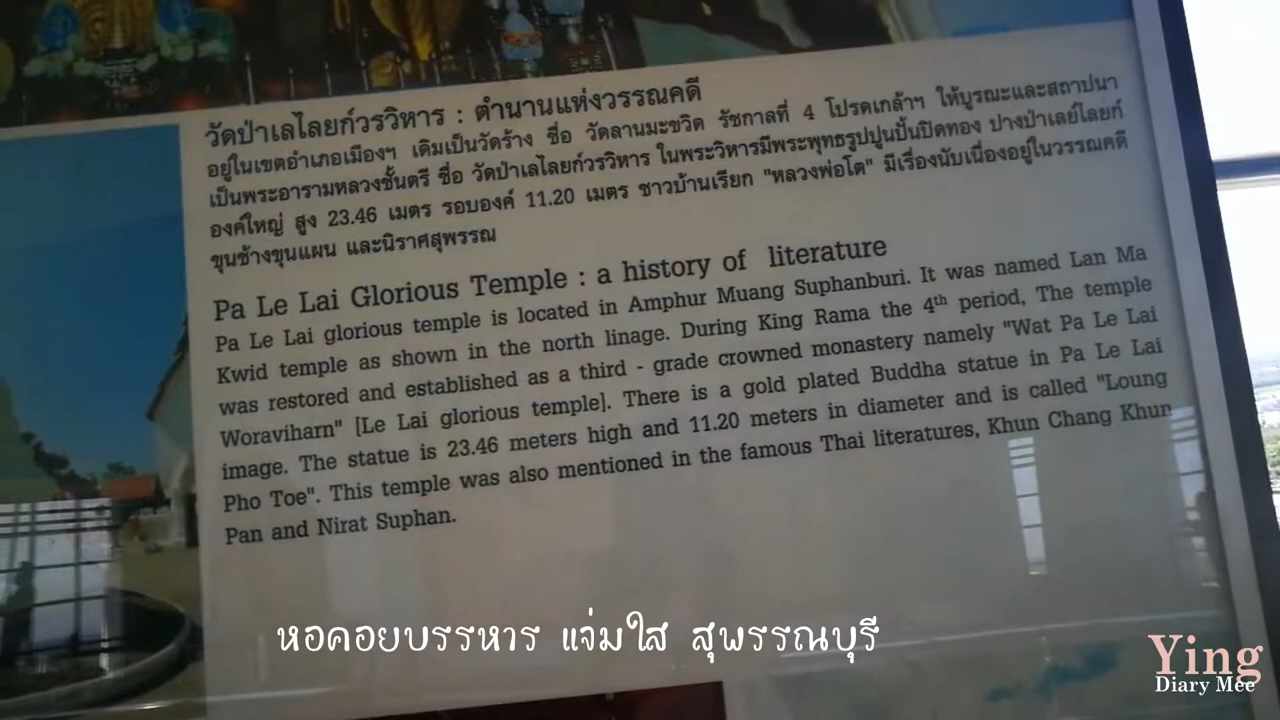 วัดป่าเลไลยก์วรวิหาร : ตำนานแห่งวรรณคดี
อยู่ในเขตอำเภอเมืองฯ เดิมเป็นวัดร้าง ชื่อ วัดลานมะขวิด รัชกาลที่ 4 โปรดเกล้าฯ ให้บูรณะและสถาปนา
เป็นพระอารามหลวงชั้นตรี ชื่อ วัดป่าเลไลยก์วรวิหาร ในพระวิหารมีพระพุทธรูปปูนปั้นปิดทอง ปางป่าเลย์ไลยก์
องค์ใหญ่ สูง 23.46 เมตร รอบองค์ 11.20 เมตร ชาวบ้านเรียก "หลวงพ่อโต" มีเรื่องนับเนื่องอยู่ในวรรณคดี
ขุนช้างขุนแผน และนิราศสุพรรณ
Pa Le Lai Glorious Temple : a history of literature
Pa Le Lai glorious temple is located in Amphur Muang Suphanburi. It was named Lan Ma
Kwid temple as shown in the north linage. During King Rama the 4th period, The temple
was restored and established as a third - grade crowned monastery namely "Wat Pa Le Lai
Woraviharn" [Le Lai glorious temple]. There is a gold plated Buddha statue in Pa Le Lai
image. The statue is 23.46 meters high and 11.20 meters in diameter and is called "Loung
Pho Toe". This temple was also mentioned in the famous Thai literatures, Khun Chang Khun
Pan and Nirat Suphan.
หอคอยบรรหาร แจ่มใส สุพรรณบุรี
Ying
Diary Mee